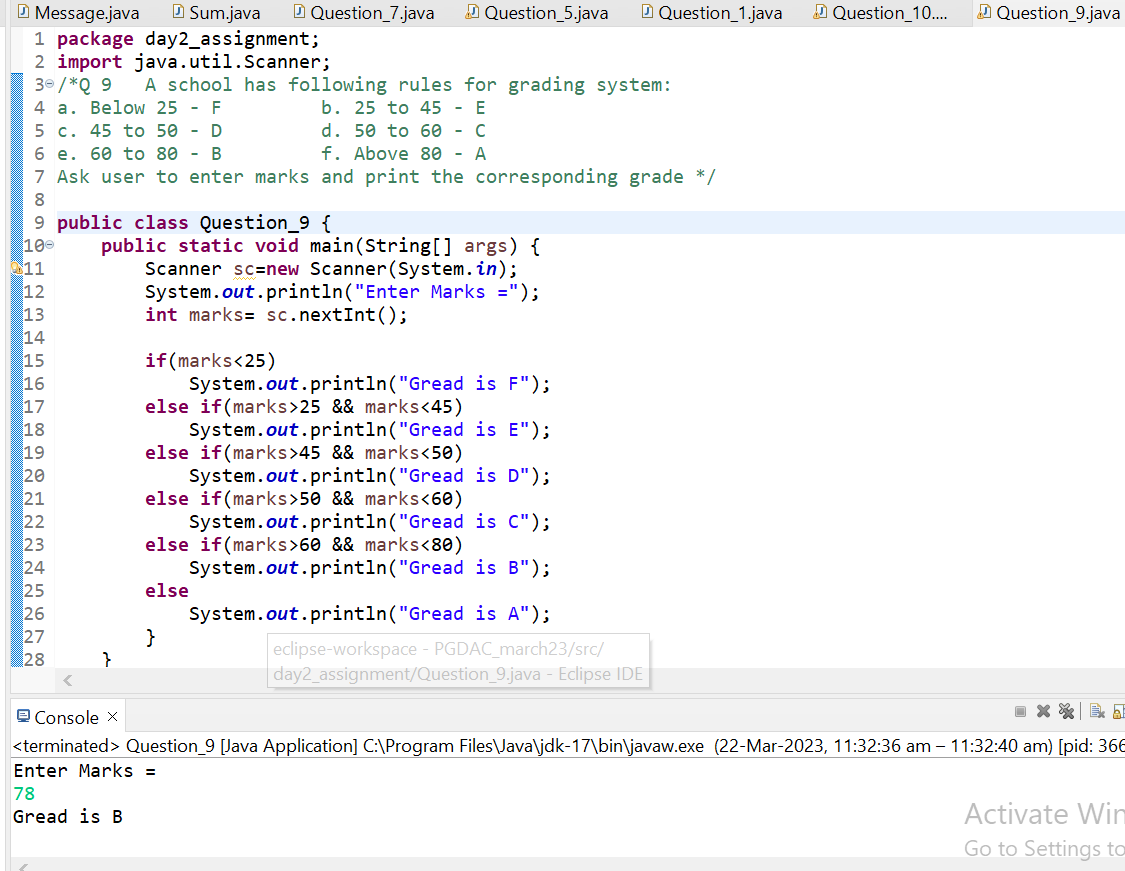 Message.java Sum.java Question_7.java Question_5.java Question_1.java Question_10.... Question_9.java
1 package day2_assignment;
2 import java.util.Scanner;
3 /*Q 9   A school has following rules for grading system:
4 a. Below 25 - F         b. 25 to 45 - E
5 c. 45 to 50 - D         d. 50 to 60 - C
6 e. 60 to 80 - B         f. Above 80 - A
7 Ask user to enter marks and print the corresponding grade */
8
9 public class Question_9 {
10     public static void main(String[] args) {
11         Scanner sc=new Scanner(System.in);
12         System.out.println("Enter Marks =");
13         int marks= sc.nextInt();
14
15         if(marks<25)
16             System.out.println("Gread is F");
17         else if(marks>25 && marks<45)
18             System.out.println("Gread is E");
19         else if(marks>45 && marks<50)
20             System.out.println("Gread is D");
21         else if(marks>50 && marks<60)
22             System.out.println("Gread is C");
23         else if(marks>60 && marks<80)
24             System.out.println("Gread is B");
25         else
26             System.out.println("Gread is A");
27         }
28     }
eclipse-workspace - PGDAC_march23/src/
day2_assignment/Question_9.java - Eclipse IDE
Console
<terminated> Question_9 [Java Application] C:\Program Files\Java\jdk-17\bin\javaw.exe  (22-Mar-2023, 11:32:36 am – 11:32:40 am) [pid: 366
Enter Marks =
78
Gread is B
Activate Win
Go to Settings to